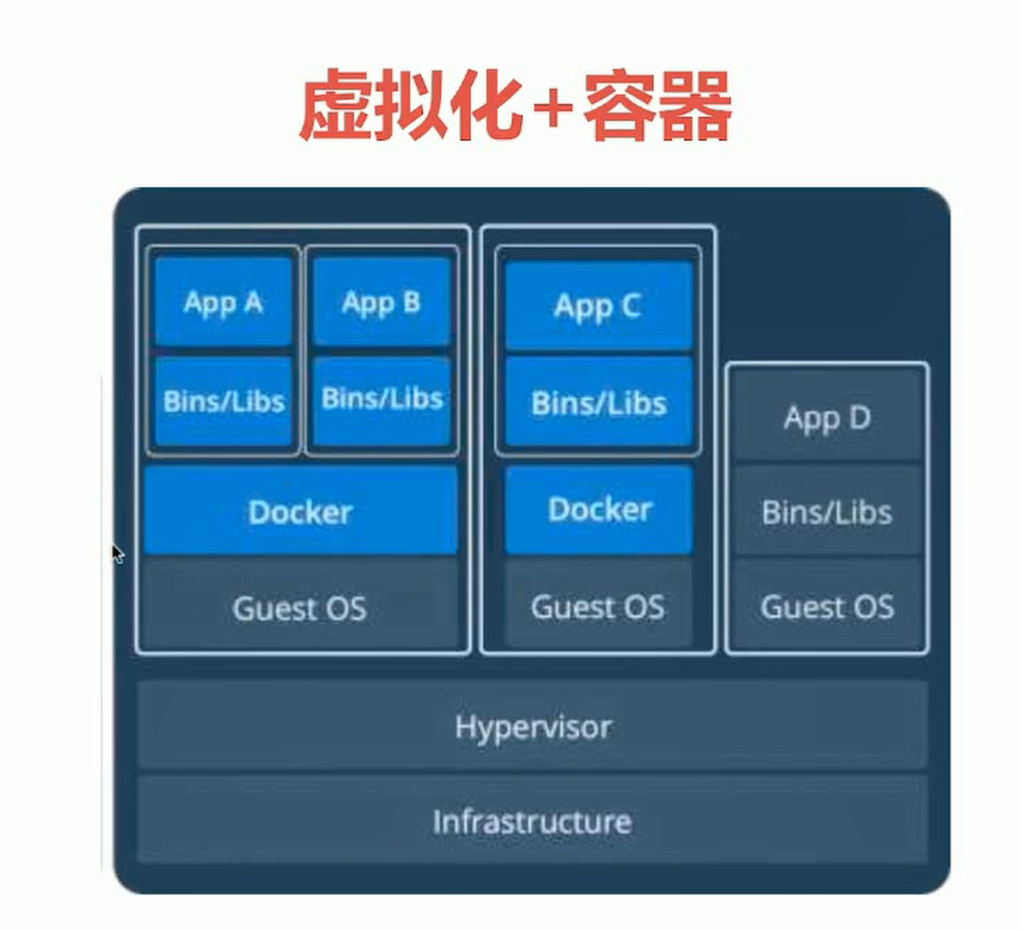 虚拟化+容器
App A
App B
Bins/Libs
Bins/Libs
Docker
Guest OS
App C
Bins/Libs
Docker
Guest OS
App D
Bins/Libs
Guest OS
Hypervisor
Infrastructure